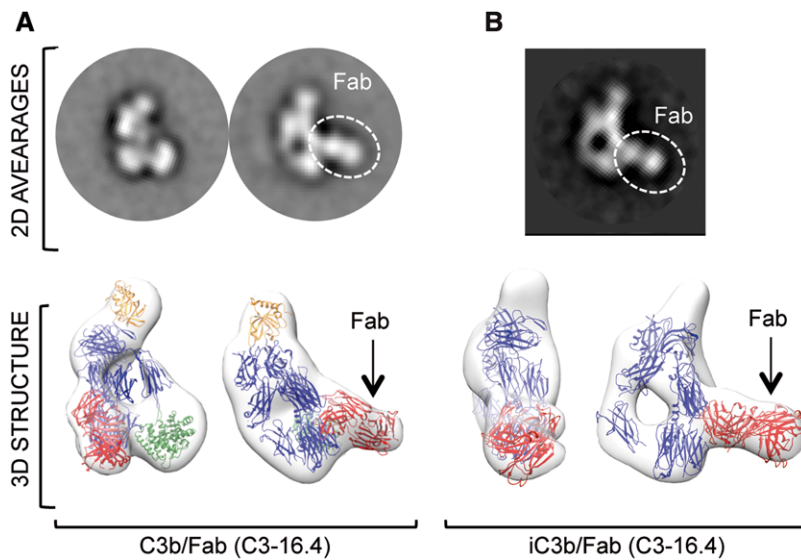 A
B
2D AVEARAGES
Fab
Fab
3D STRUCTURE
Fab
Fab
C3b/Fab (C3-16.4)
iC3b/Fab (C3-16.4)